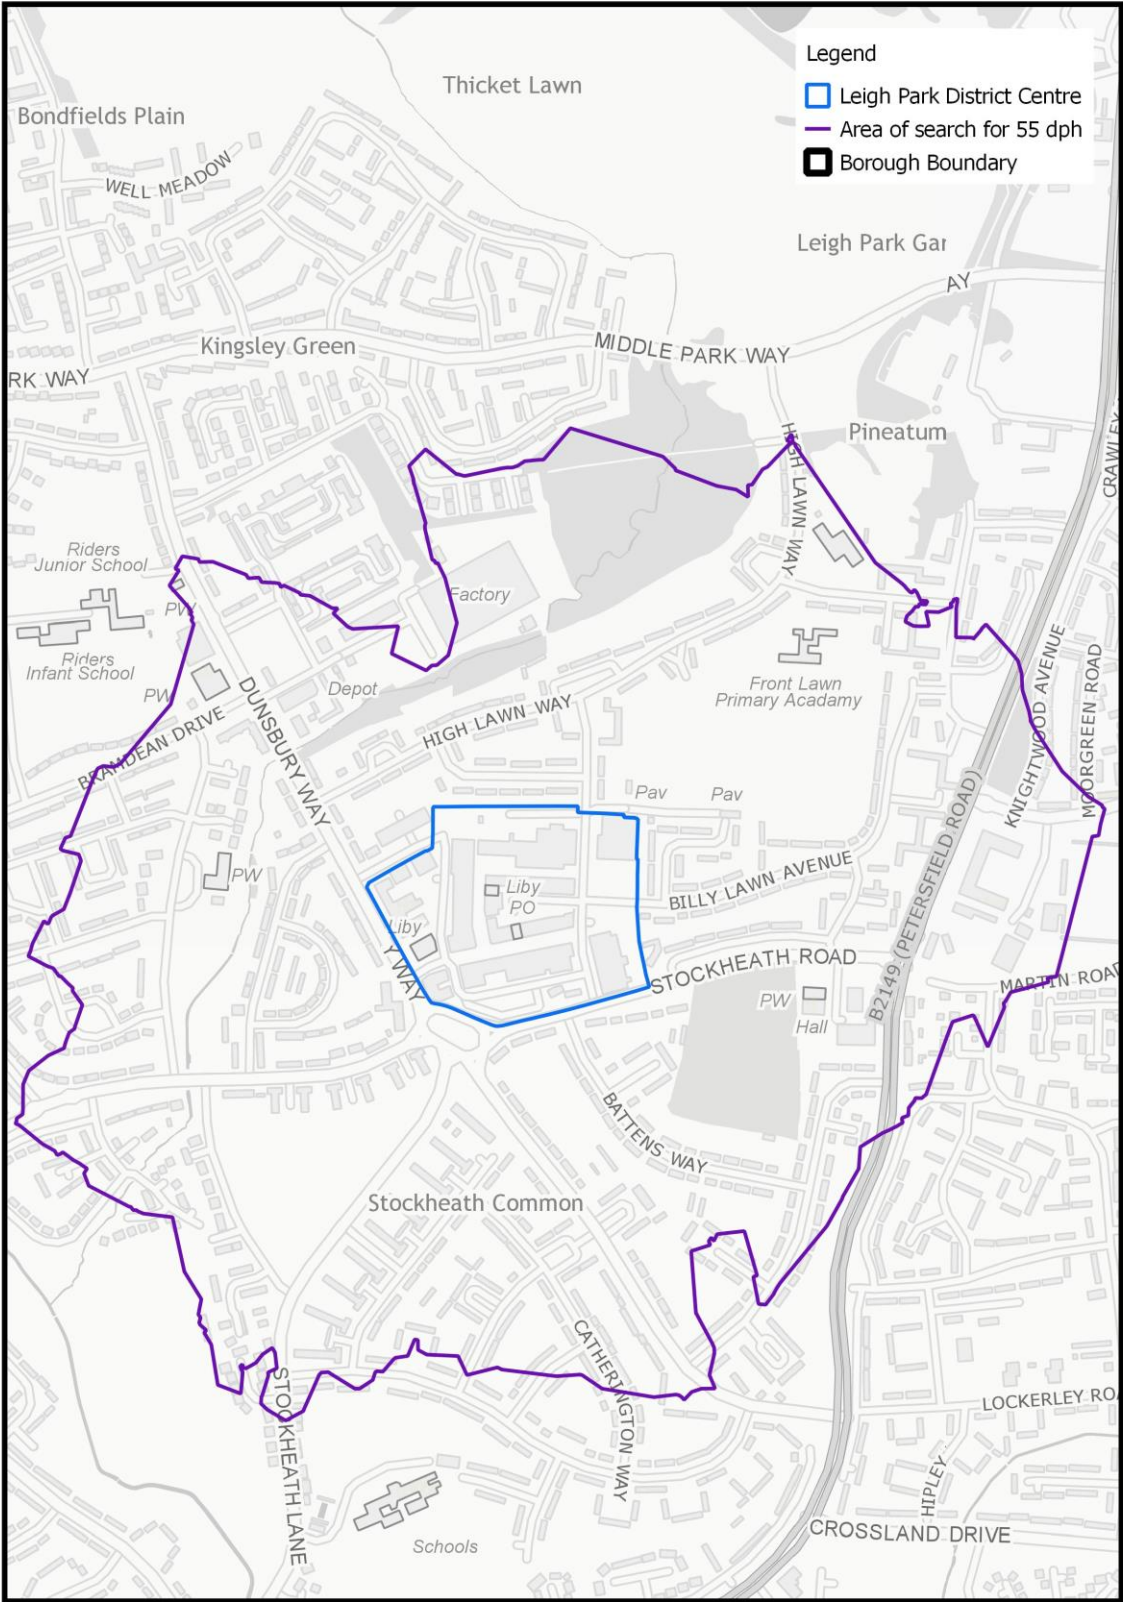 Legend
Leigh Park District Centre
Area of search for 55 dph
Borough Boundary
Thicket Lawn
Bondfields Plain
WELL MEADOW
Leigh Park Gar
AY
MIDDLE PARK WAY
Kingsley Green
RK WAY
Pineatum
HIGH LAWN WAY
CRAWLEY
Riders
Junior School
PW
Factory
Riders
Infant School
PW
Depot
Front Lawn
Primary Acadamy
KNIGHTWOOD AVENUE
MOORGREEN ROAD
DUNSBURY WAY
BRAMDEAN DRIVE
HIGH LAWN WAY
Pav
Pav
PW
Liby
PO
BILLY LAWN AVENUE
B2149 (PETERSFIELD ROAD)
Liby
Y WAY
STOCKHEATH ROAD
MARTIN ROAD
PW
Hall
BATTENS WAY
Stockheath Common
CATHERINGTON WAY
STOCKHEATH LANE
LOCKERLEY RO
HIPLEY
CROSSLAND DRIVE
Schools